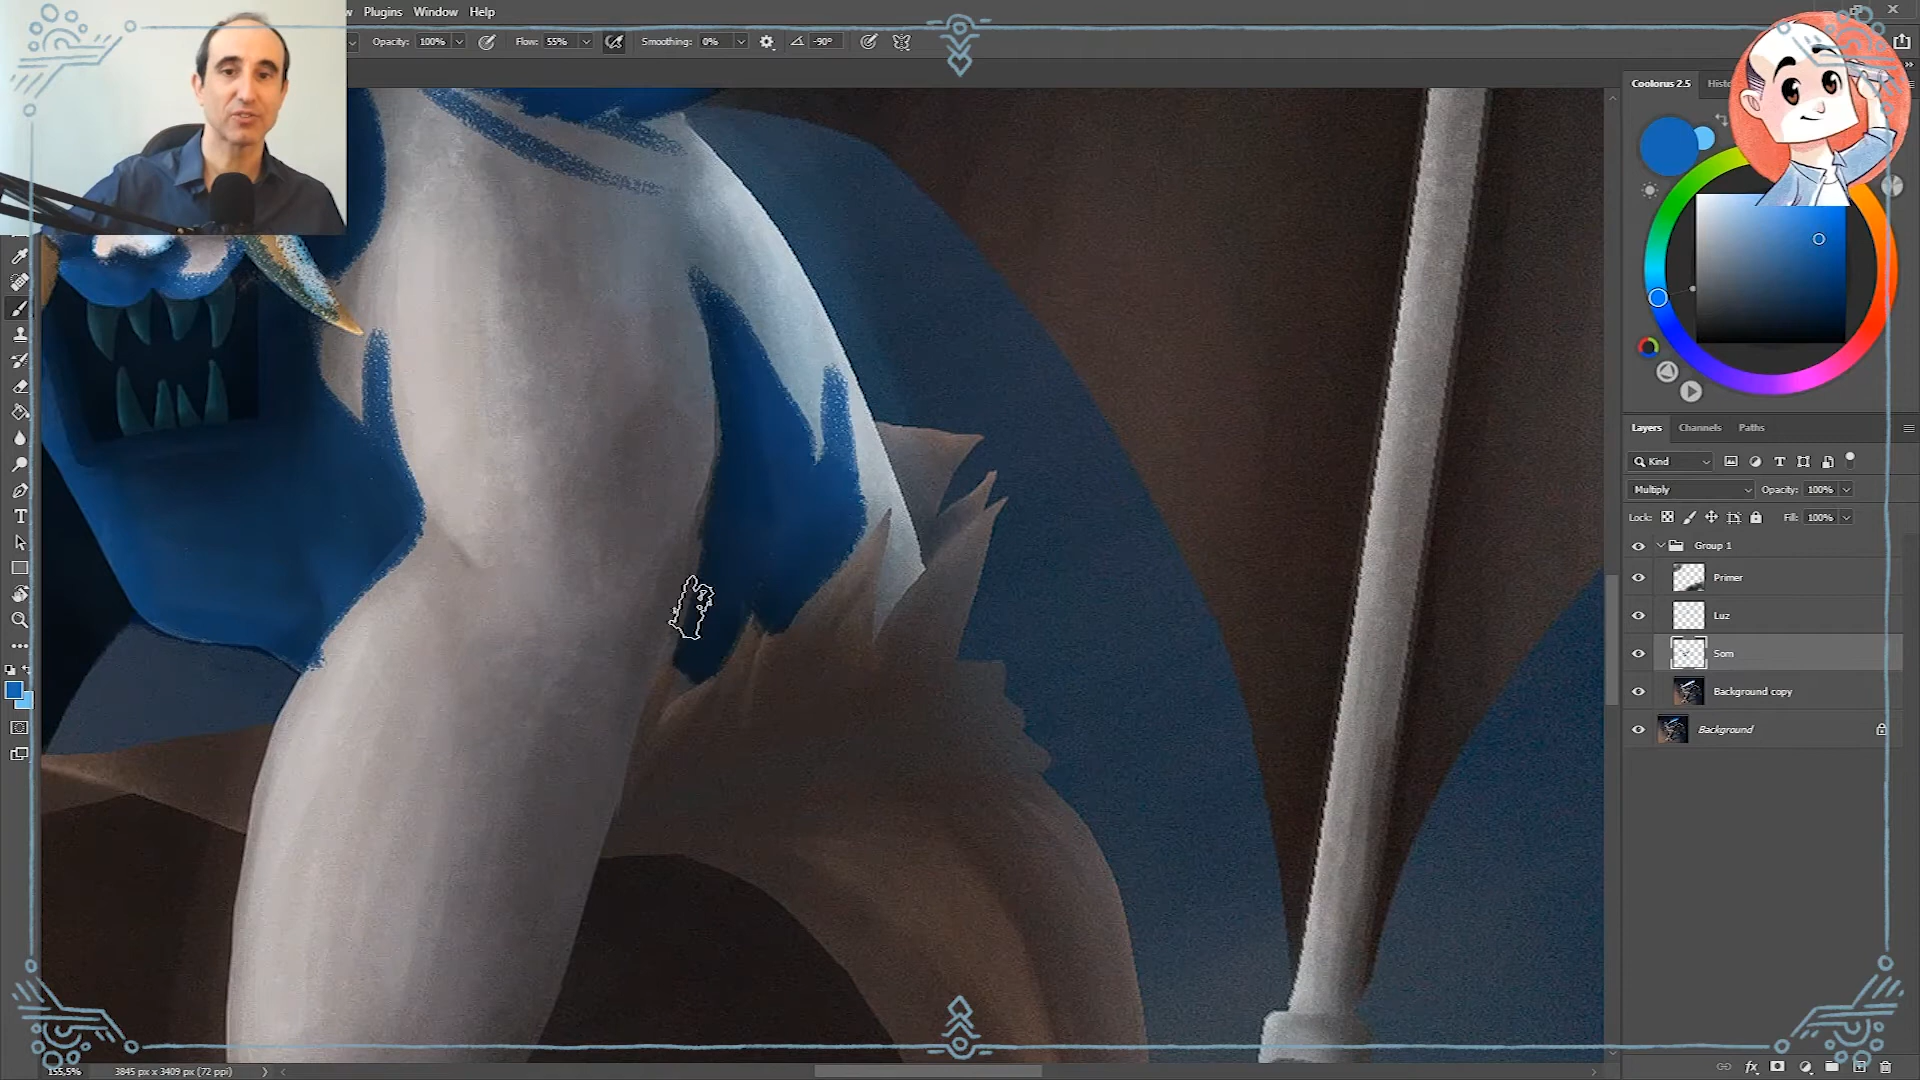 Plugins Window Help
Opacity: 100% Flow: 55% Smoothing: 0% -90°
Coolorus 2.5
Layers Channels Paths
Kind
Multiply Opacity: 100%
Lock: Fill: 100%
Group 1
Primer
Luz
Som
Background copy
Background
155,5% 3845 px x 3409 px (72 ppi)